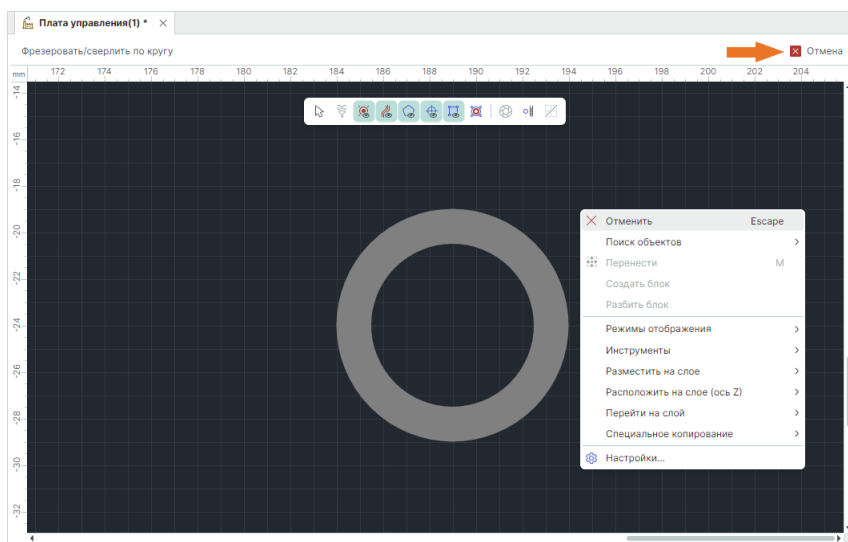 Плата управления(1) *
Фрезеровать/сверлить по кругу
Отмена
mm 172 174 176 178 180 182 184 186 188 190 192 194 196 198 200 202 204
-14
-16
-18
-20
-22
-24
-26
-28
-30
-32
Отменить Escape
Поиск объектов
Перенести M
Создать блок
Разбить блок
Режимы отображения
Инструменты
Разместить на слое
Расположить на слое (ось Z)
Перейти на слой
Специальное копирование
Настройки...